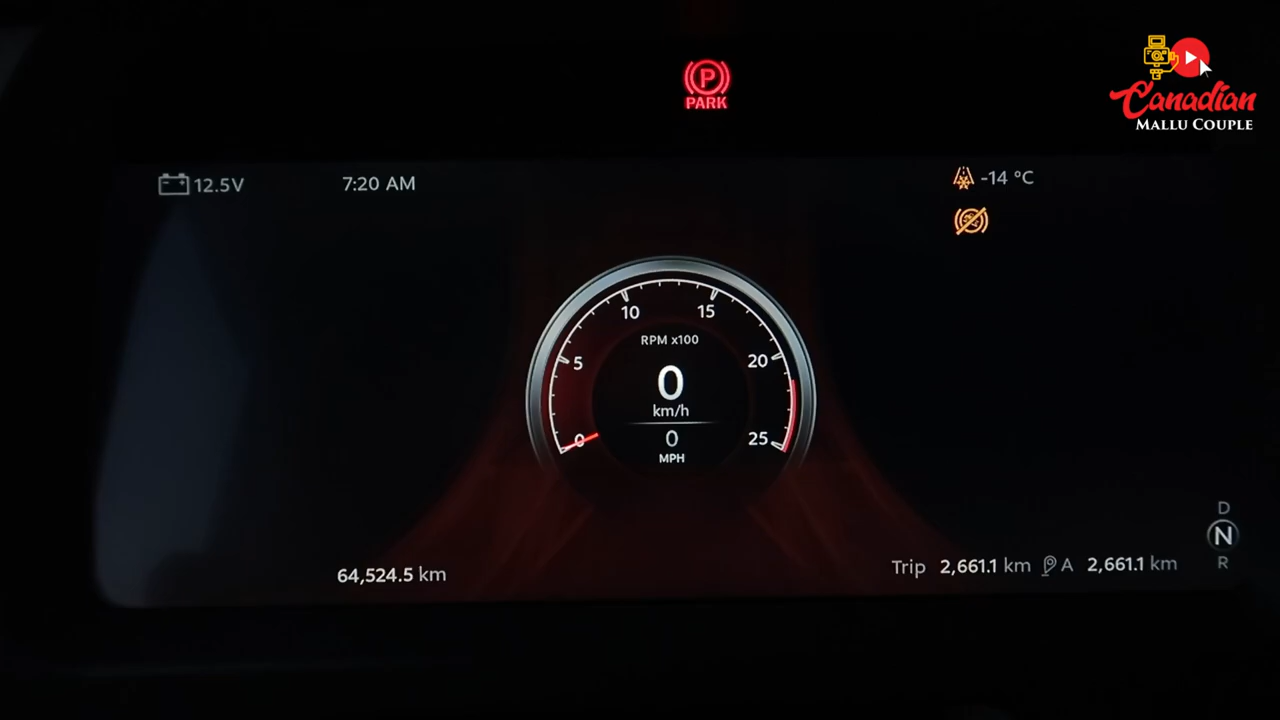 P
PARK
Canadian
MALLU COUPLE
12.5V
7:20 AM
-14 °C
10
15
RPM x100
5
20
0
km/h
0
25
0
MPH
D
N
R
64,524.5 km
Trip 2,661.1 km A 2,661.1 km